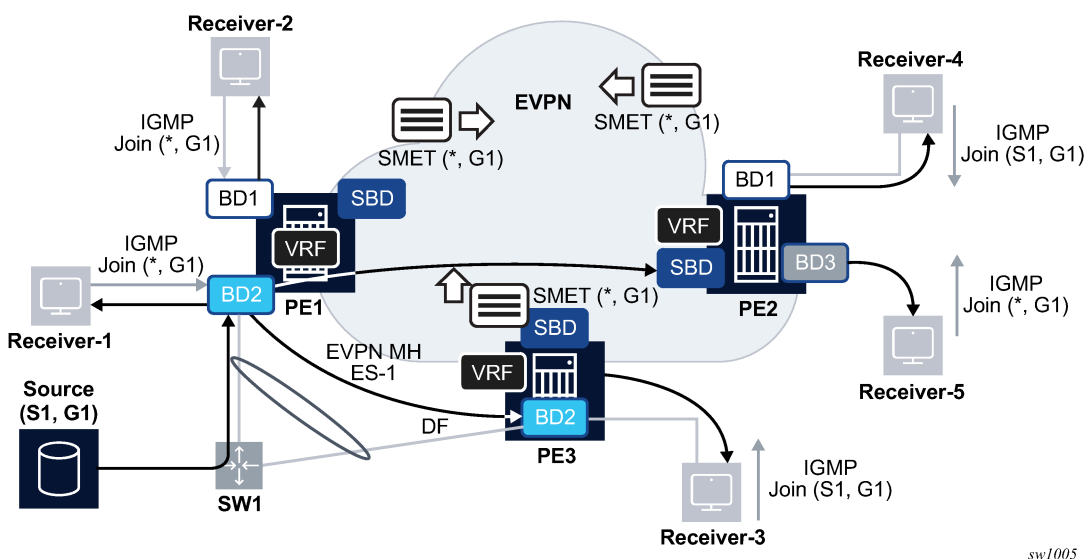 Receiver-2
IGMP
Join (*, G1)
BD1
SBD
VRF
PE1
EVPN
SMET (*, G1)
SMET (*, G1)
Receiver-4
IGMP
Join (S1, G1)
BD1
VRF
SBD
BD3
PE2
IGMP
Join (*, G1)
Receiver-5
IGMP
Join (*, G1)
BD2
Receiver-1
SMET (*, G1)
SBD
VRF
BD2
PE3
EVPN MH
ES-1
DF
Source
(S1, G1)
SW1
IGMP
Join (S1, G1)
Receiver-3
sw1005